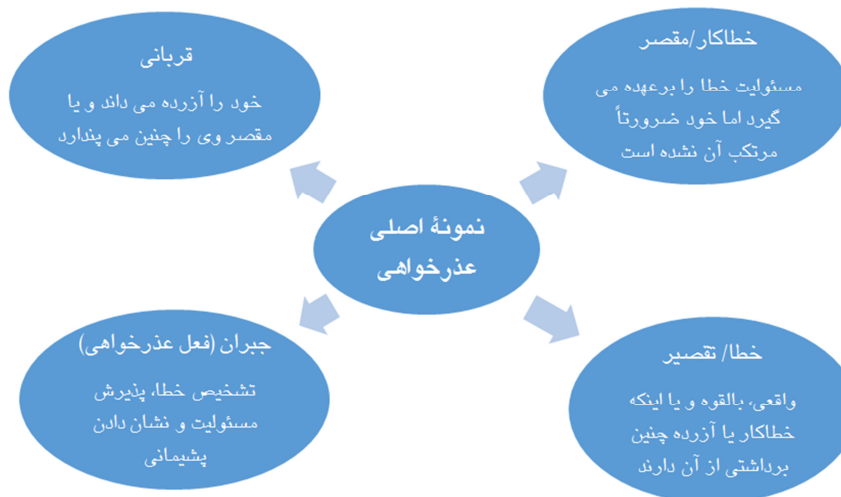 خطاکار/مقصر
مسئولیت خطا را برعهده می
گیرد اما خود ضرورتاً
مرتکب آن نشده است
قربانی
خود را آزرده می داند و یا
مقصر وی را چنین می پندارد
نمونهٔ اصلی
عذرخواهی
خطا/ تقصیر
واقعی، بالقوه و یا اینکه
خطاکار یا آزرده چنین
برداشتی از آن دارند
جبران (فعل عذرخواهی)
تشخیص خطا، پذیرش
مسئولیت و نشان دادن
پشیمانی